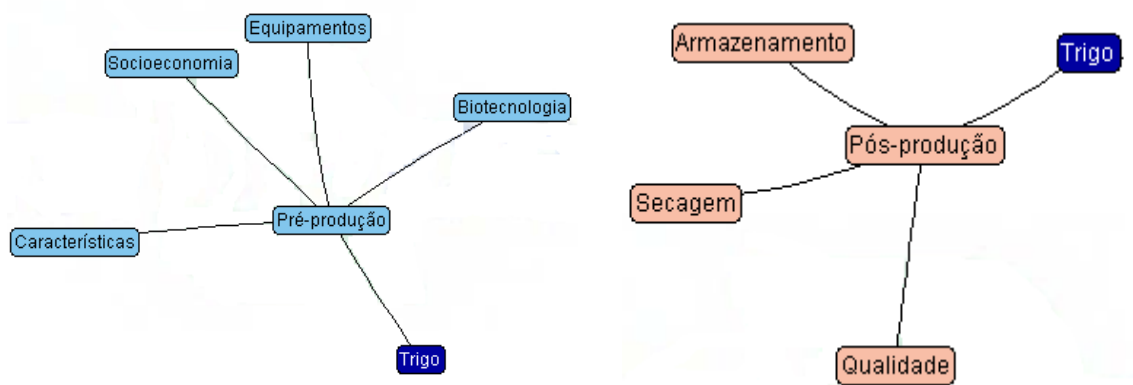 Equipamentos
Socioeconomia
Biotecnologia
Pré-produção
Características
Trigo
Armazenamento
Trigo
Pós-produção
Secagem
Qualidade